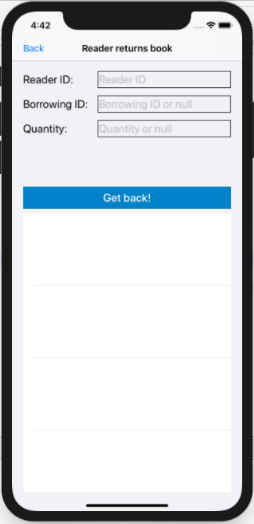 4:42
Back Reader returns book
Reader ID: Reader ID
Borrowing ID: Borrowing ID or null
Quantity: Quantity or null
Get back!